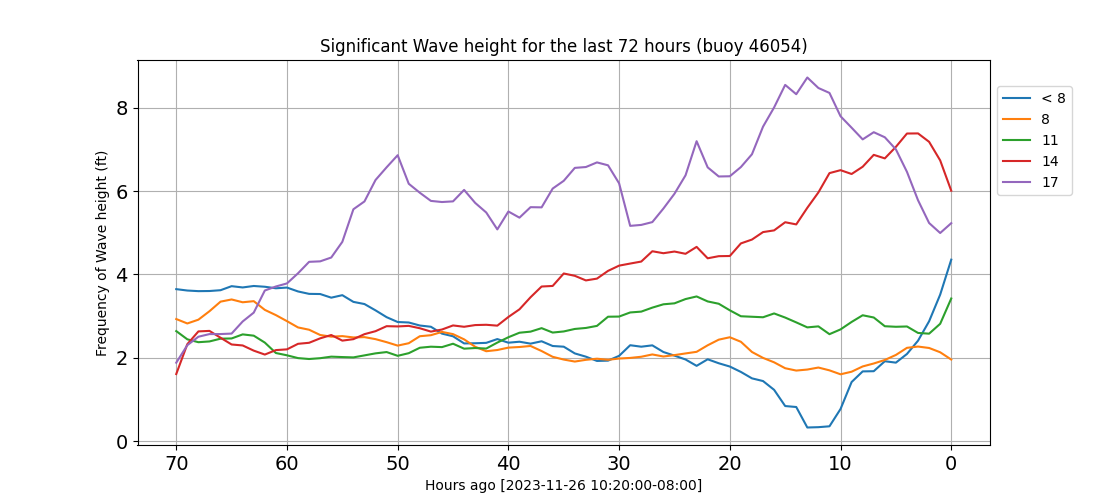 Significant Wave height for the last 72 hours (buoy 46054)
Frequency of Wave height (ft)
8
6
4
2
0
70 60 50 40 30 20 10 0
Hours ago [2023-11-26 10:20:00-08:00]
< 8
8
11
14
17